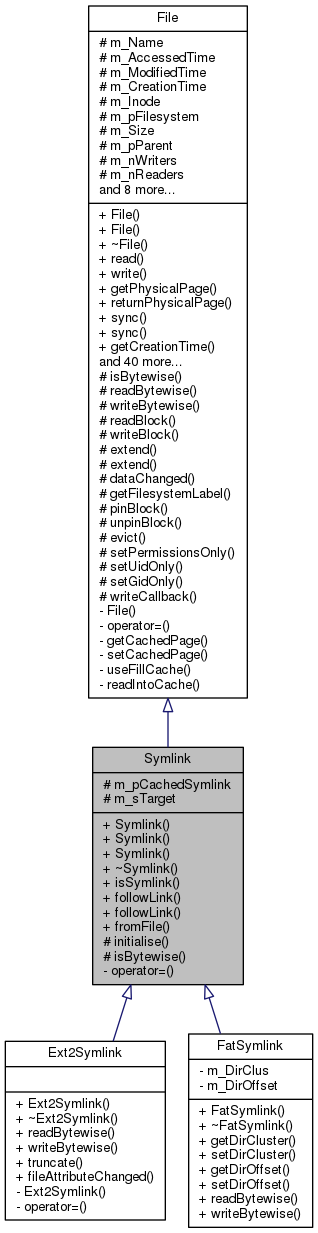 File
# m_Name
# m_AccessedTime
# m_ModifiedTime
# m_CreationTime
# m_Inode
# m_pFilesystem
# m_Size
# m_pParent
# m_nWriters
# m_nReaders
and 8 more...
+ File()
+ File()
+ ~File()
+ read()
+ write()
+ getPhysicalPage()
+ returnPhysicalPage()
+ sync()
+ sync()
+ getCreationTime()
and 40 more...
# isBytewise()
# readBytewise()
# writeBytewise()
# readBlock()
# writeBlock()
# extend()
# extend()
# dataChanged()
# getFilesystemLabel()
# pinBlock()
# unpinBlock()
# evict()
# setPermissionsOnly()
# setUidOnly()
# setGidOnly()
# writeCallback()
- File()
- operator=()
- getCachedPage()
- setCachedPage()
- useFillCache()
- readIntoCache()
Symlink
# m_pCachedSymlink
# m_sTarget
+ Symlink()
+ Symlink()
+ Symlink()
+ ~Symlink()
+ isSymlink()
+ followLink()
+ followLink()
+ fromFile()
# initialise()
# isBytewise()
- operator=()
Ext2Symlink
+ Ext2Symlink()
+ ~Ext2Symlink()
+ readBytewise()
+ writeBytewise()
+ truncate()
+ fileAttributeChanged()
- Ext2Symlink()
- operator=()
FatSymlink
- m_DirClus
- m_DirOffset
+ FatSymlink()
+ ~FatSymlink()
+ getDirCluster()
+ setDirCluster()
+ getDirOffset()
+ setDirOffset()
+ readBytewise()
+ writeBytewise()